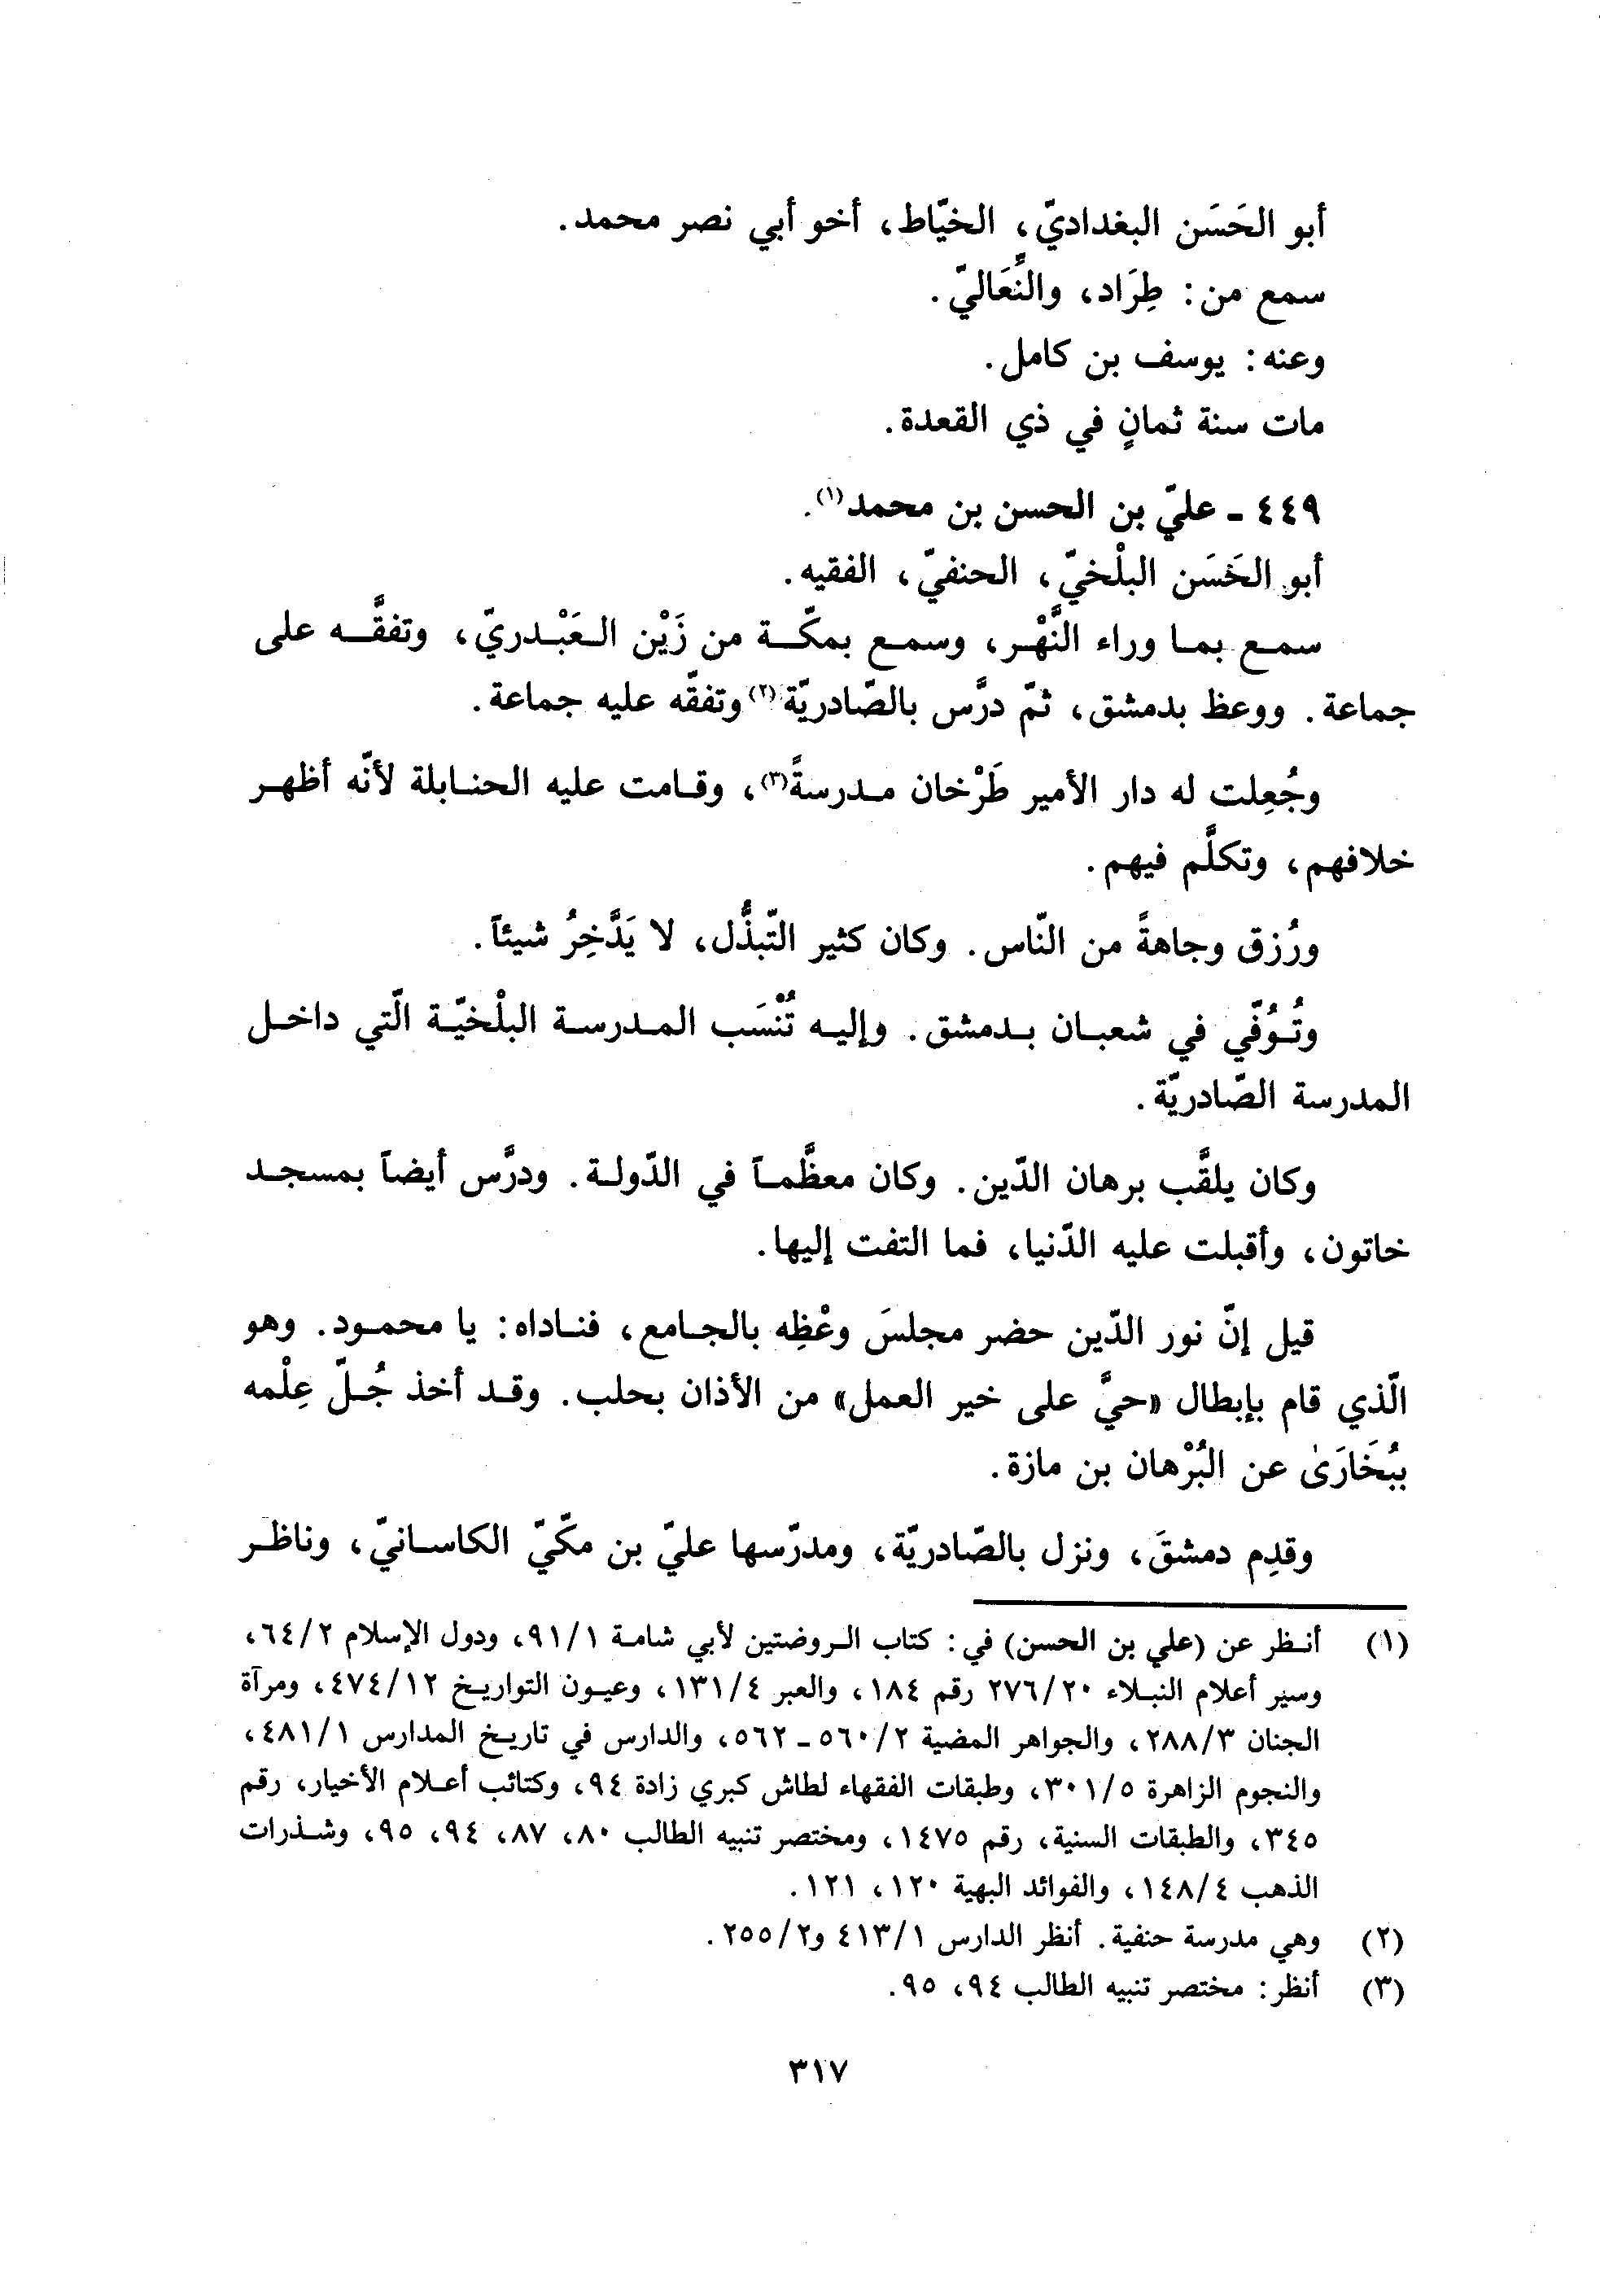 أبو الحَسَن البغداديّ، الخيّاط، أخو أبي نصر محمد.
سمع من: طِرَاد، والنِّعَاليّ.
وعنه: يوسف بن كامل.
مات سنة ثمانٍ في ذي القعدة.
٤٤٩ ـ عليّ بن الحسن بن محمد(١).
أبو الحَسَن البلْخيّ، الحنفيّ، الفقيه.
سمع بما وراء النَّهْر، وسمع بمكّة من زَيْن العَبْدريّ، وتفقَّه على
جماعة. ووعظ بدمشق، ثمّ درَّس بالصّادريّة(٢) وتفقّه عليه جماعة.
وجُعِلت له دار الأمير طَرْخان مدرسةً(٣)، وقامت عليه الحنابلة لأنّه أظهر
خلافهم، وتكلَّم فيهم.
ورُزق وجاهةً من النّاس. وكان كثير التّبذُّل، لا يَدَّخِرُ شيئاً.
وتُوُفّي في شعبان بدمشق. وإليه تُنْسَب المدرسة البلْخيّة الّتي داخل
المدرسة الصّادريّة.
وكان يلقَّب برهان الدّين. وكان معظَّماً في الدّولة. ودرَّس أيضاً بمسجد
خاتون، وأقبلت عليه الدّنيا، فما التفت إليها.
قيل إنّ نور الدّين حضر مجلسَ وعْظِه بالجامع، فناداه: يا محمود. وهو
الّذي قام بإبطال «حيَّ على خير العمل» من الأذان بحلب. وقد أخذ جُلّ عِلْمه
ببُخَارَىٰ عن البُرْهان بن مازة.
وقدِم دمشقَ، ونزل بالصّادريّة، ومدرّسها عليّ بن مكّيّ الكاسانيّ، وناظر
(١) أنظر عن (علي بن الحسن) في: كتاب الروضتين لأبي شامة ٩١/١، ودول الإسلام ٦٤/٢،
وسير أعلام النبلاء ٢٧٦/٢٠ رقم ١٨٤، والعبر ١٣١/٤، وعيون التواريخ ٤٧٤/١٢، ومرآة
الجنان ٢٨٨/٣، والجواهر المضية ٥٦٠/٢ ـ ٥٦٢، والدارس في تاريخ المدارس ٤٨١/١،
والنجوم الزاهرة ٣٠١/٥، وطبقات الفقهاء لطاش كبري زادة ٩٤، وكتائب أعلام الأخيار، رقم
٣٤٥، والطبقات السنية، رقم ١٤٧٥، ومختصر تنبيه الطالب ٨٠، ٨٧، ٩٤، ٩٥، وشذرات
الذهب ١٤٨/٤، والفوائد البهية ١٢٠، ١٢١.
(٢) وهي مدرسة حنفية. أنظر الدارس ٤١٣/١ و٢٥٥/٢.
(٣) أنظر: مختصر تنبيه الطالب ٩٤، ٩٥.
٣١٧